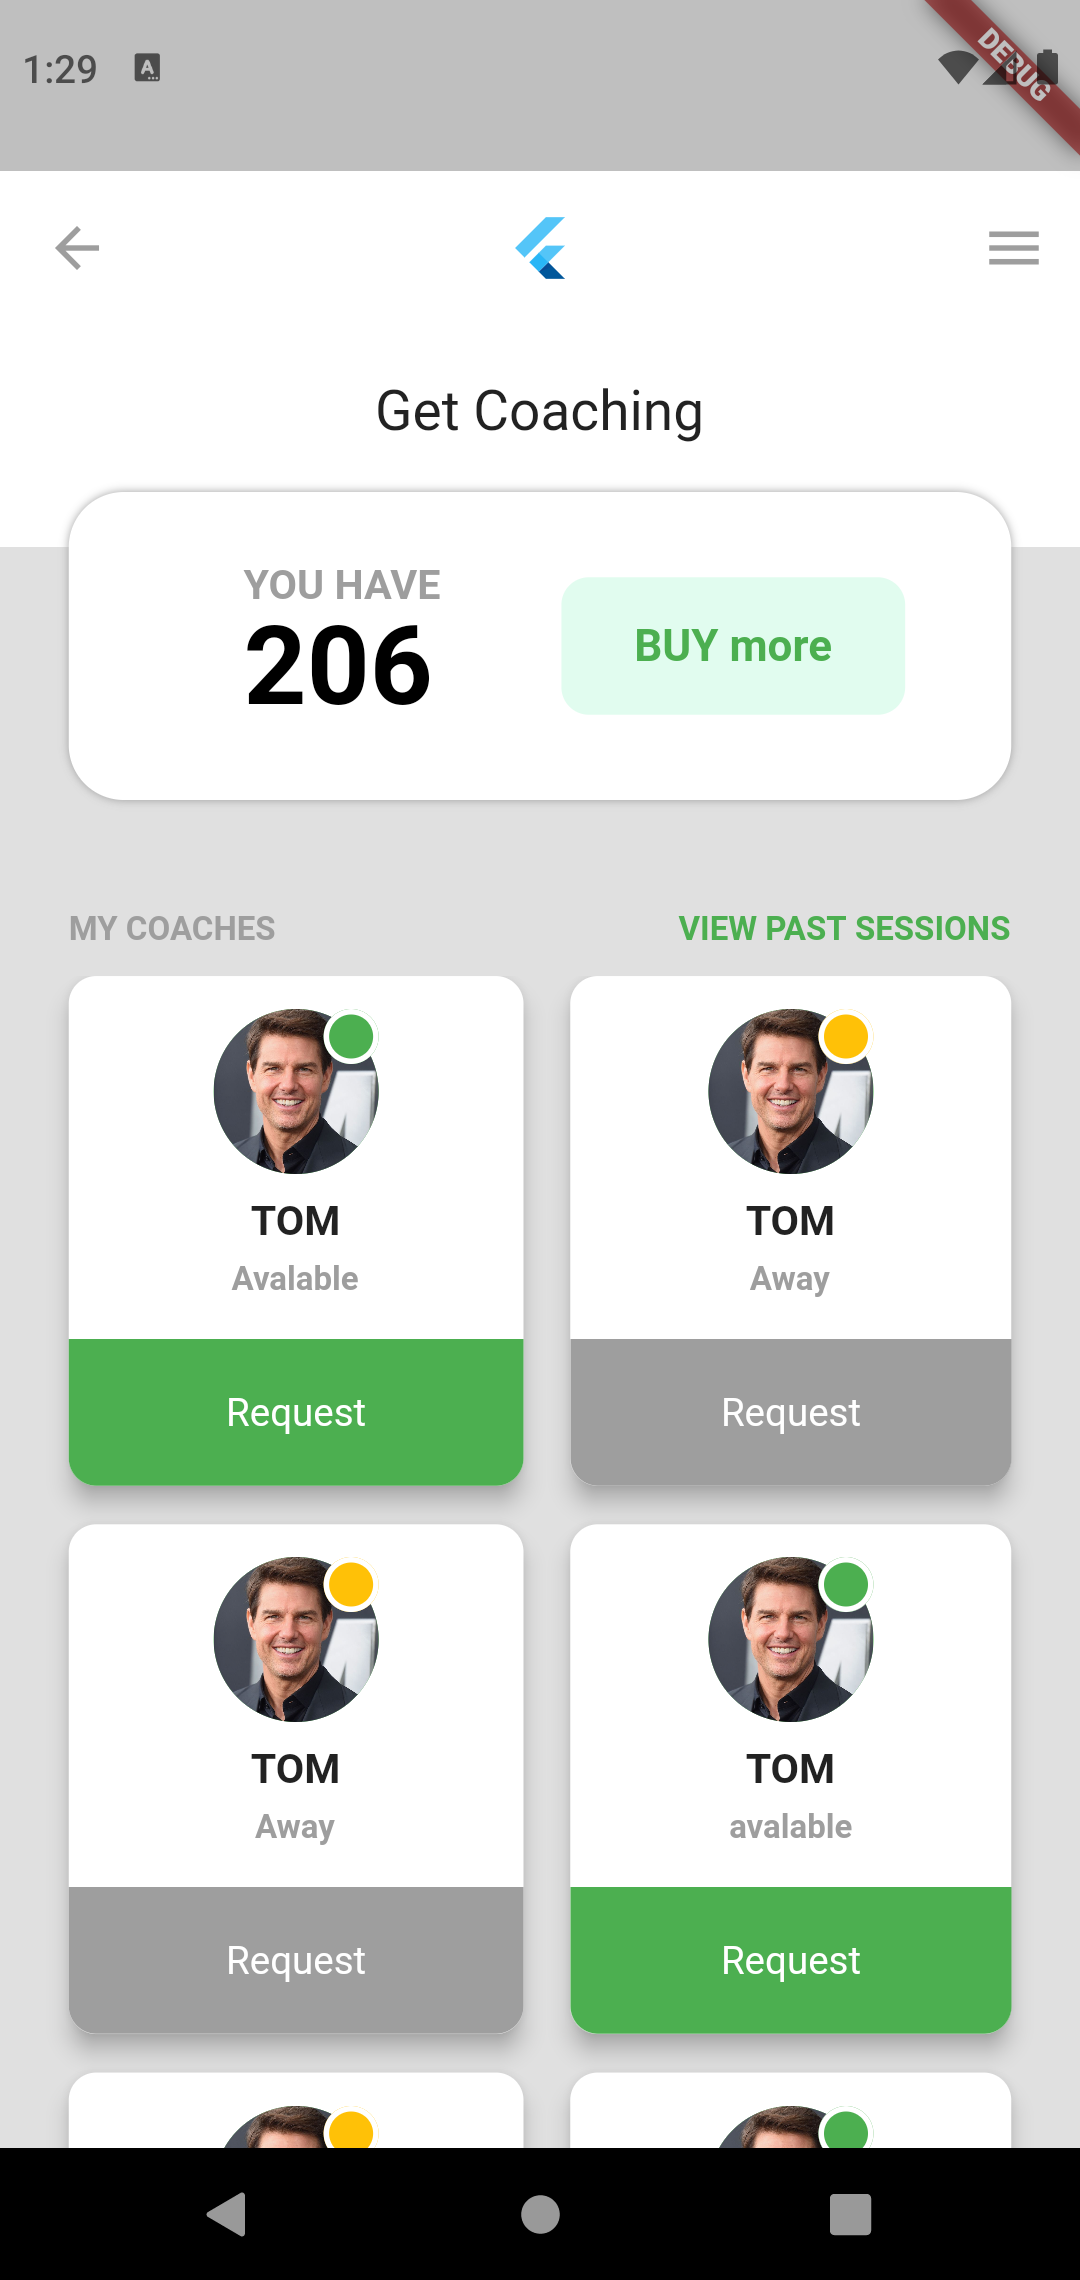 1:29
A
DEBUG
Get Coaching
YOU HAVE
206
BUY more
MY COACHES
VIEW PAST SESSIONS
TOM
Avalable
Request
TOM
Away
Request
TOM
Away
Request
TOM
avalable
Request